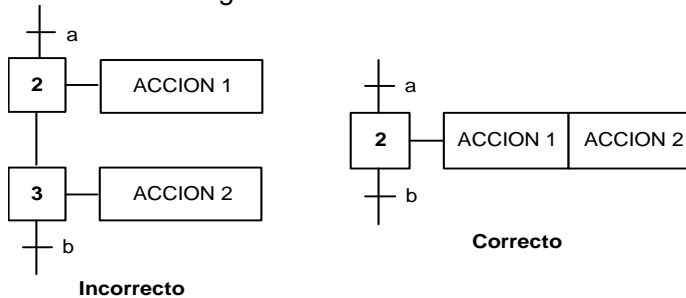 a
2 ACCION 1
3 ACCION 2
b
Incorrecto
a
2 ACCION 1 ACCION 2
b
Correcto